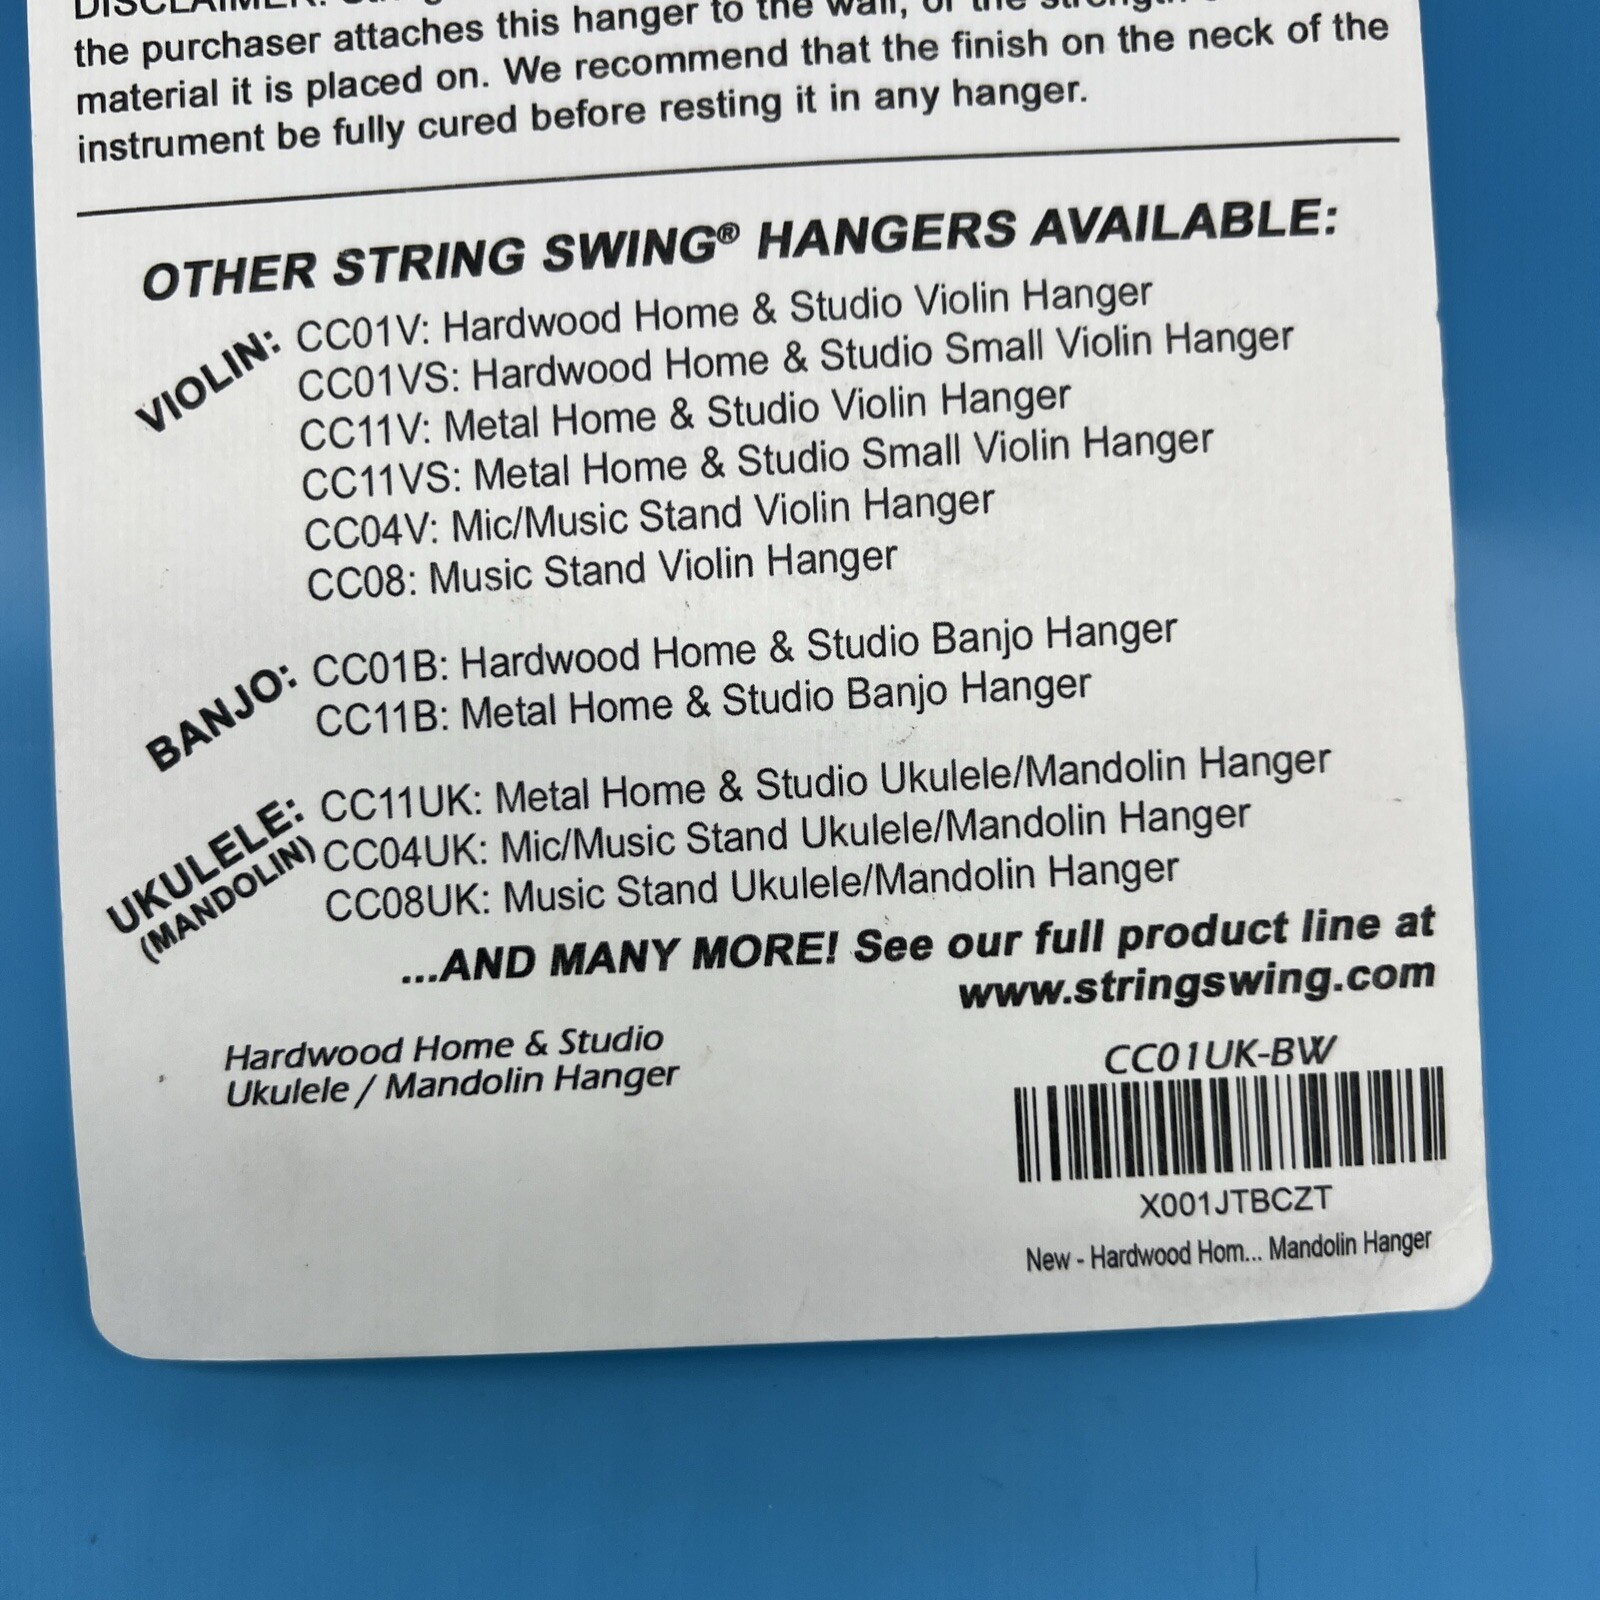 DISCLAIMER:
the purchaser attaches this hanger to the wall, or the strength
material it is placed on. We recommend that the finish on the neck of the
instrument be fully cured before resting it in any hanger.
OTHER STRING SWING® HANGERS AVAILABLE:
VIOLIN: CC01V: Hardwood Home & Studio Violin Hanger
CC01VS: Hardwood Home & Studio Small Violin Hanger
CC11V: Metal Home & Studio Violin Hanger
CC11VS: Metal Home & Studio Small Violin Hanger
CC04V: Mic/Music Stand Violin Hanger
CC08: Music Stand Violin Hanger
BANJO: CC01B: Hardwood Home & Studio Banjo Hanger
CC11B: Metal Home & Studio Banjo Hanger
UKULELE: CC11UK: Metal Home & Studio Ukulele/Mandolin Hanger
(MANDOLIN) CC04UK: Mic/Music Stand Ukulele/Mandolin Hanger
CC08UK: Music Stand Ukulele/Mandolin Hanger
...AND MANY MORE! See our full product line at
www.stringswing.com
Hardwood Home & Studio
Ukulele / Mandolin Hanger
CC01UK-BW
X001JTBCZT
New - Hardwood Hom... Mandolin Hanger